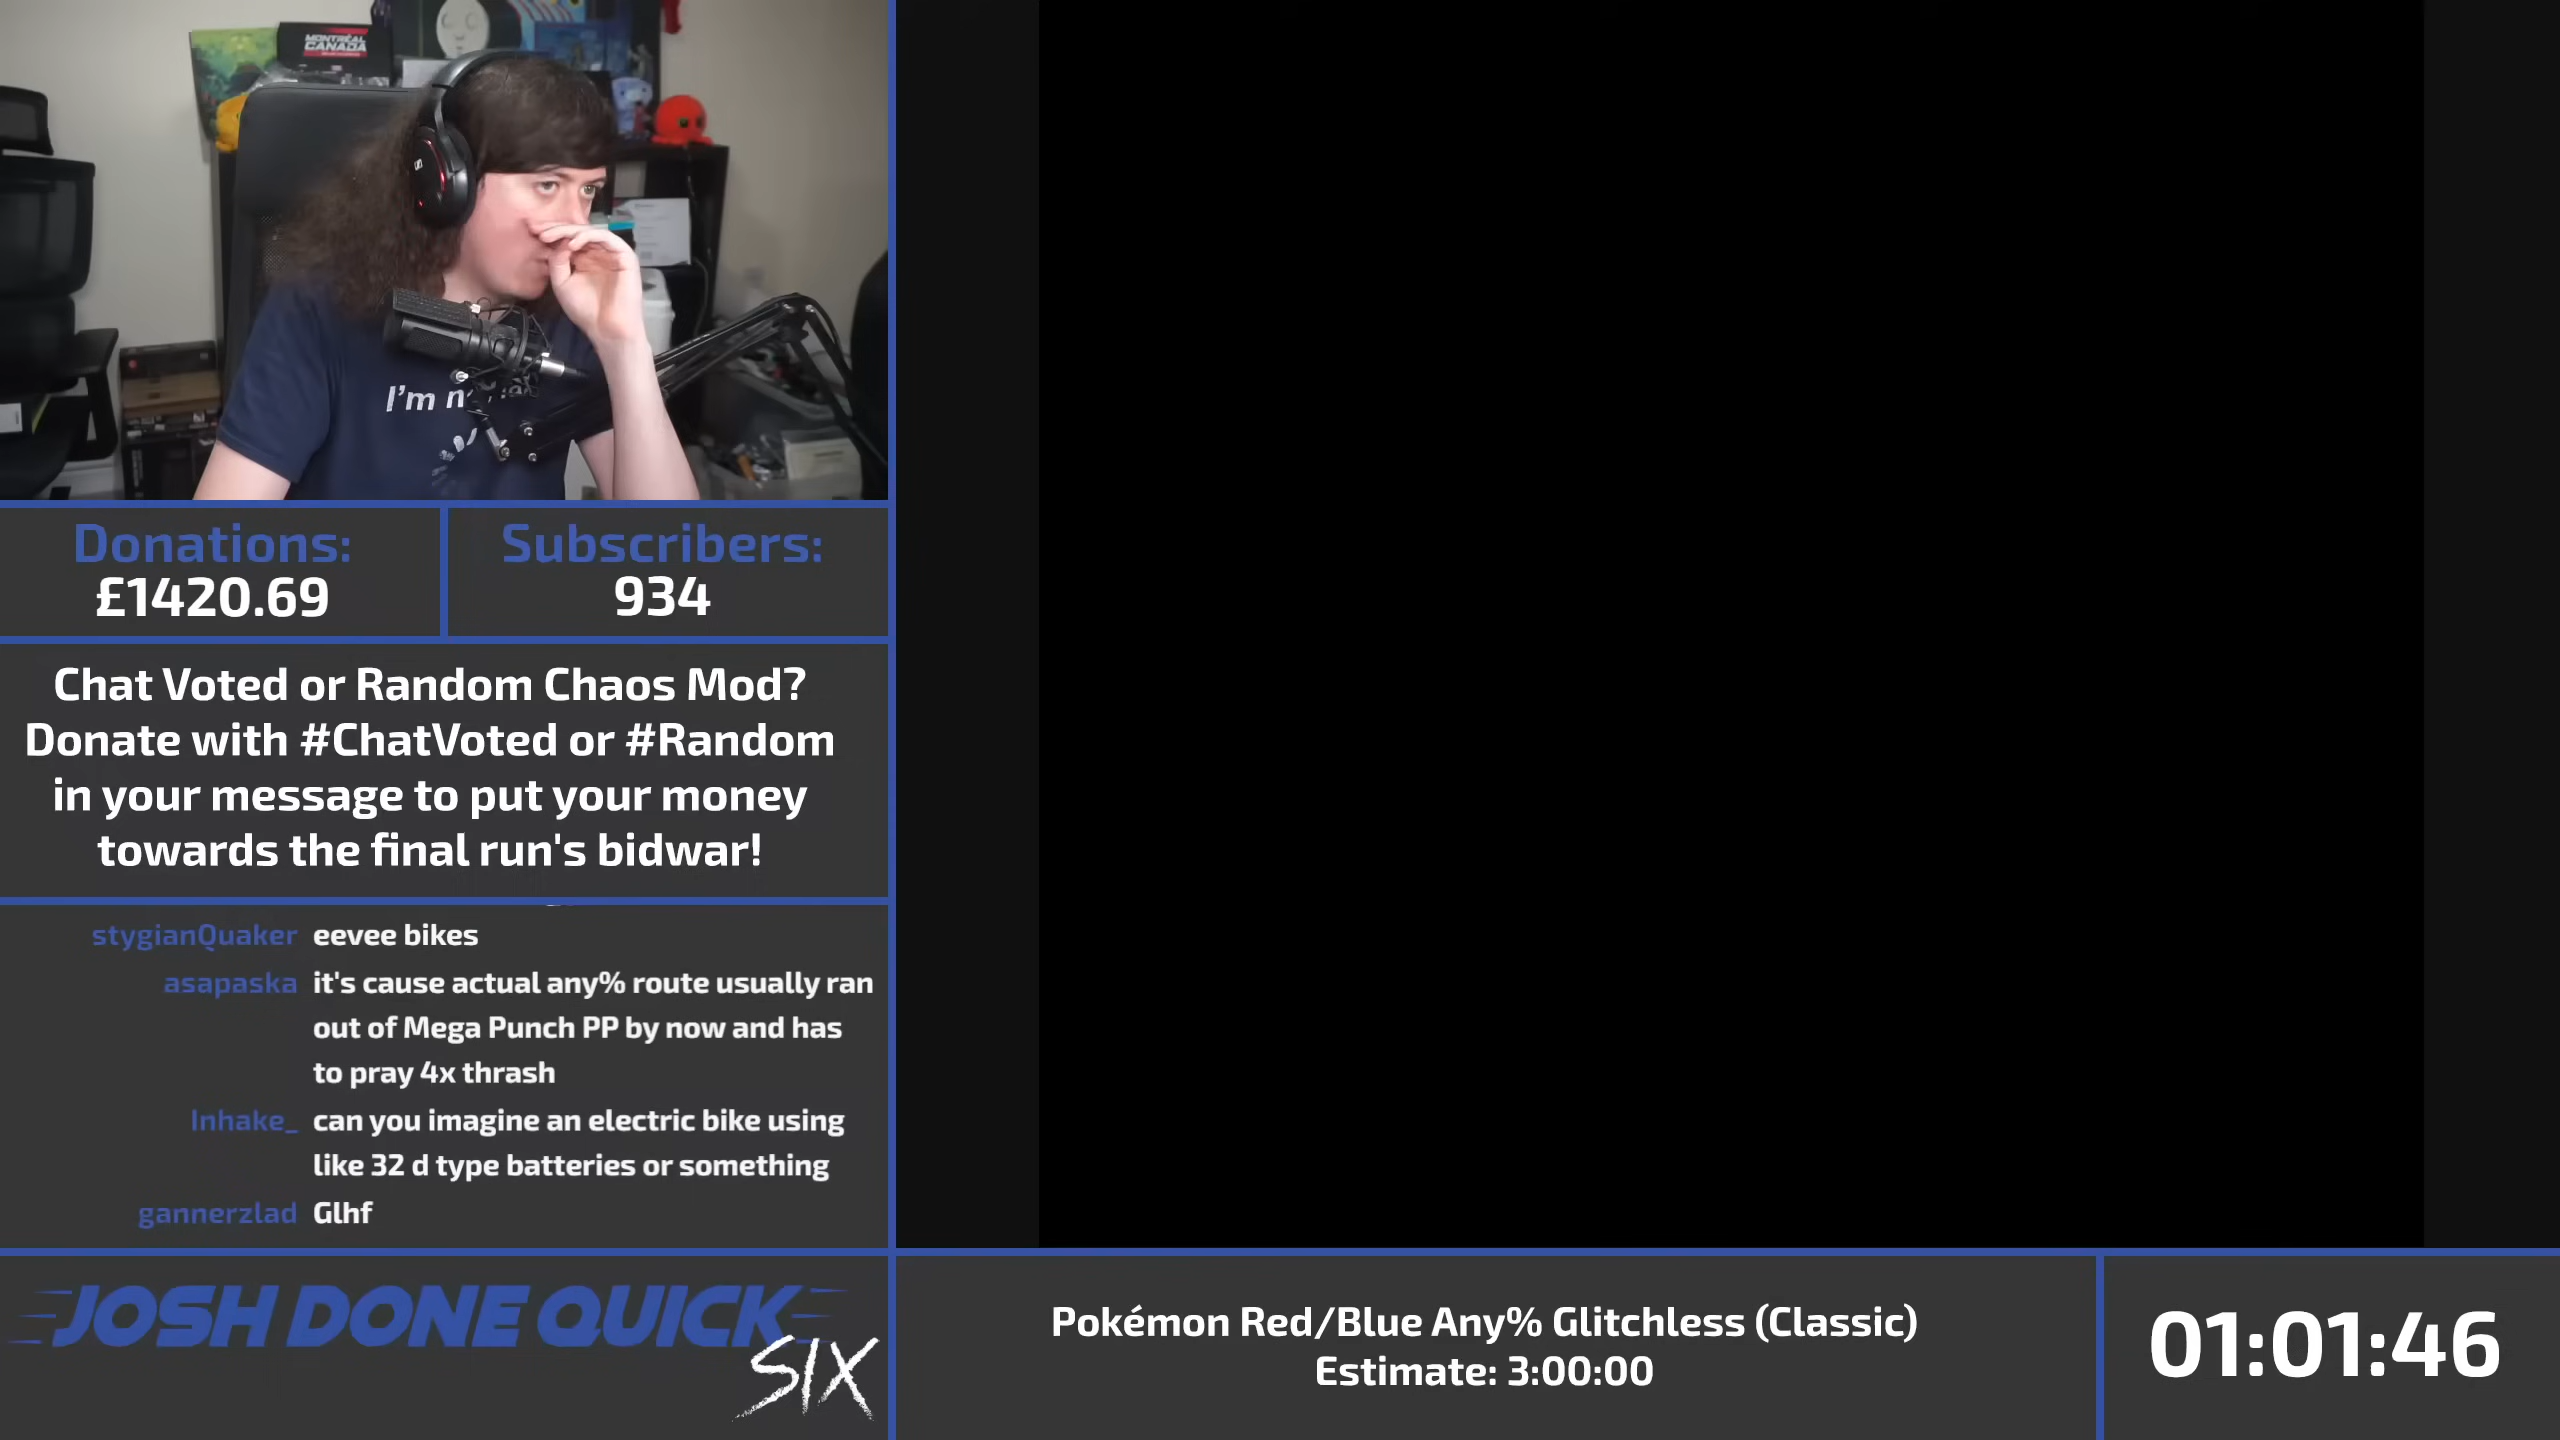 MONTRÉAL
CANADA
I'm n
Donations:
£1420.69
Subscribers:
934
Chat Voted or Random Chaos Mod?
Donate with #ChatVoted or #Random
in your message to put your money
towards the final run's bidwar!
stygianQuaker eevee bikes
asapaska it's cause actual any% route usually ran
out of Mega Punch PP by now and has
to pray 4x thrash
Inhake_ can you imagine an electric bike using
like 32 d type batteries or something
gannerzlad Glhf
JOSH DONE QUICK
SIX
Pokémon Red/Blue Any% Glitchless (Classic)
Estimate: 3:00:00
01:01:46